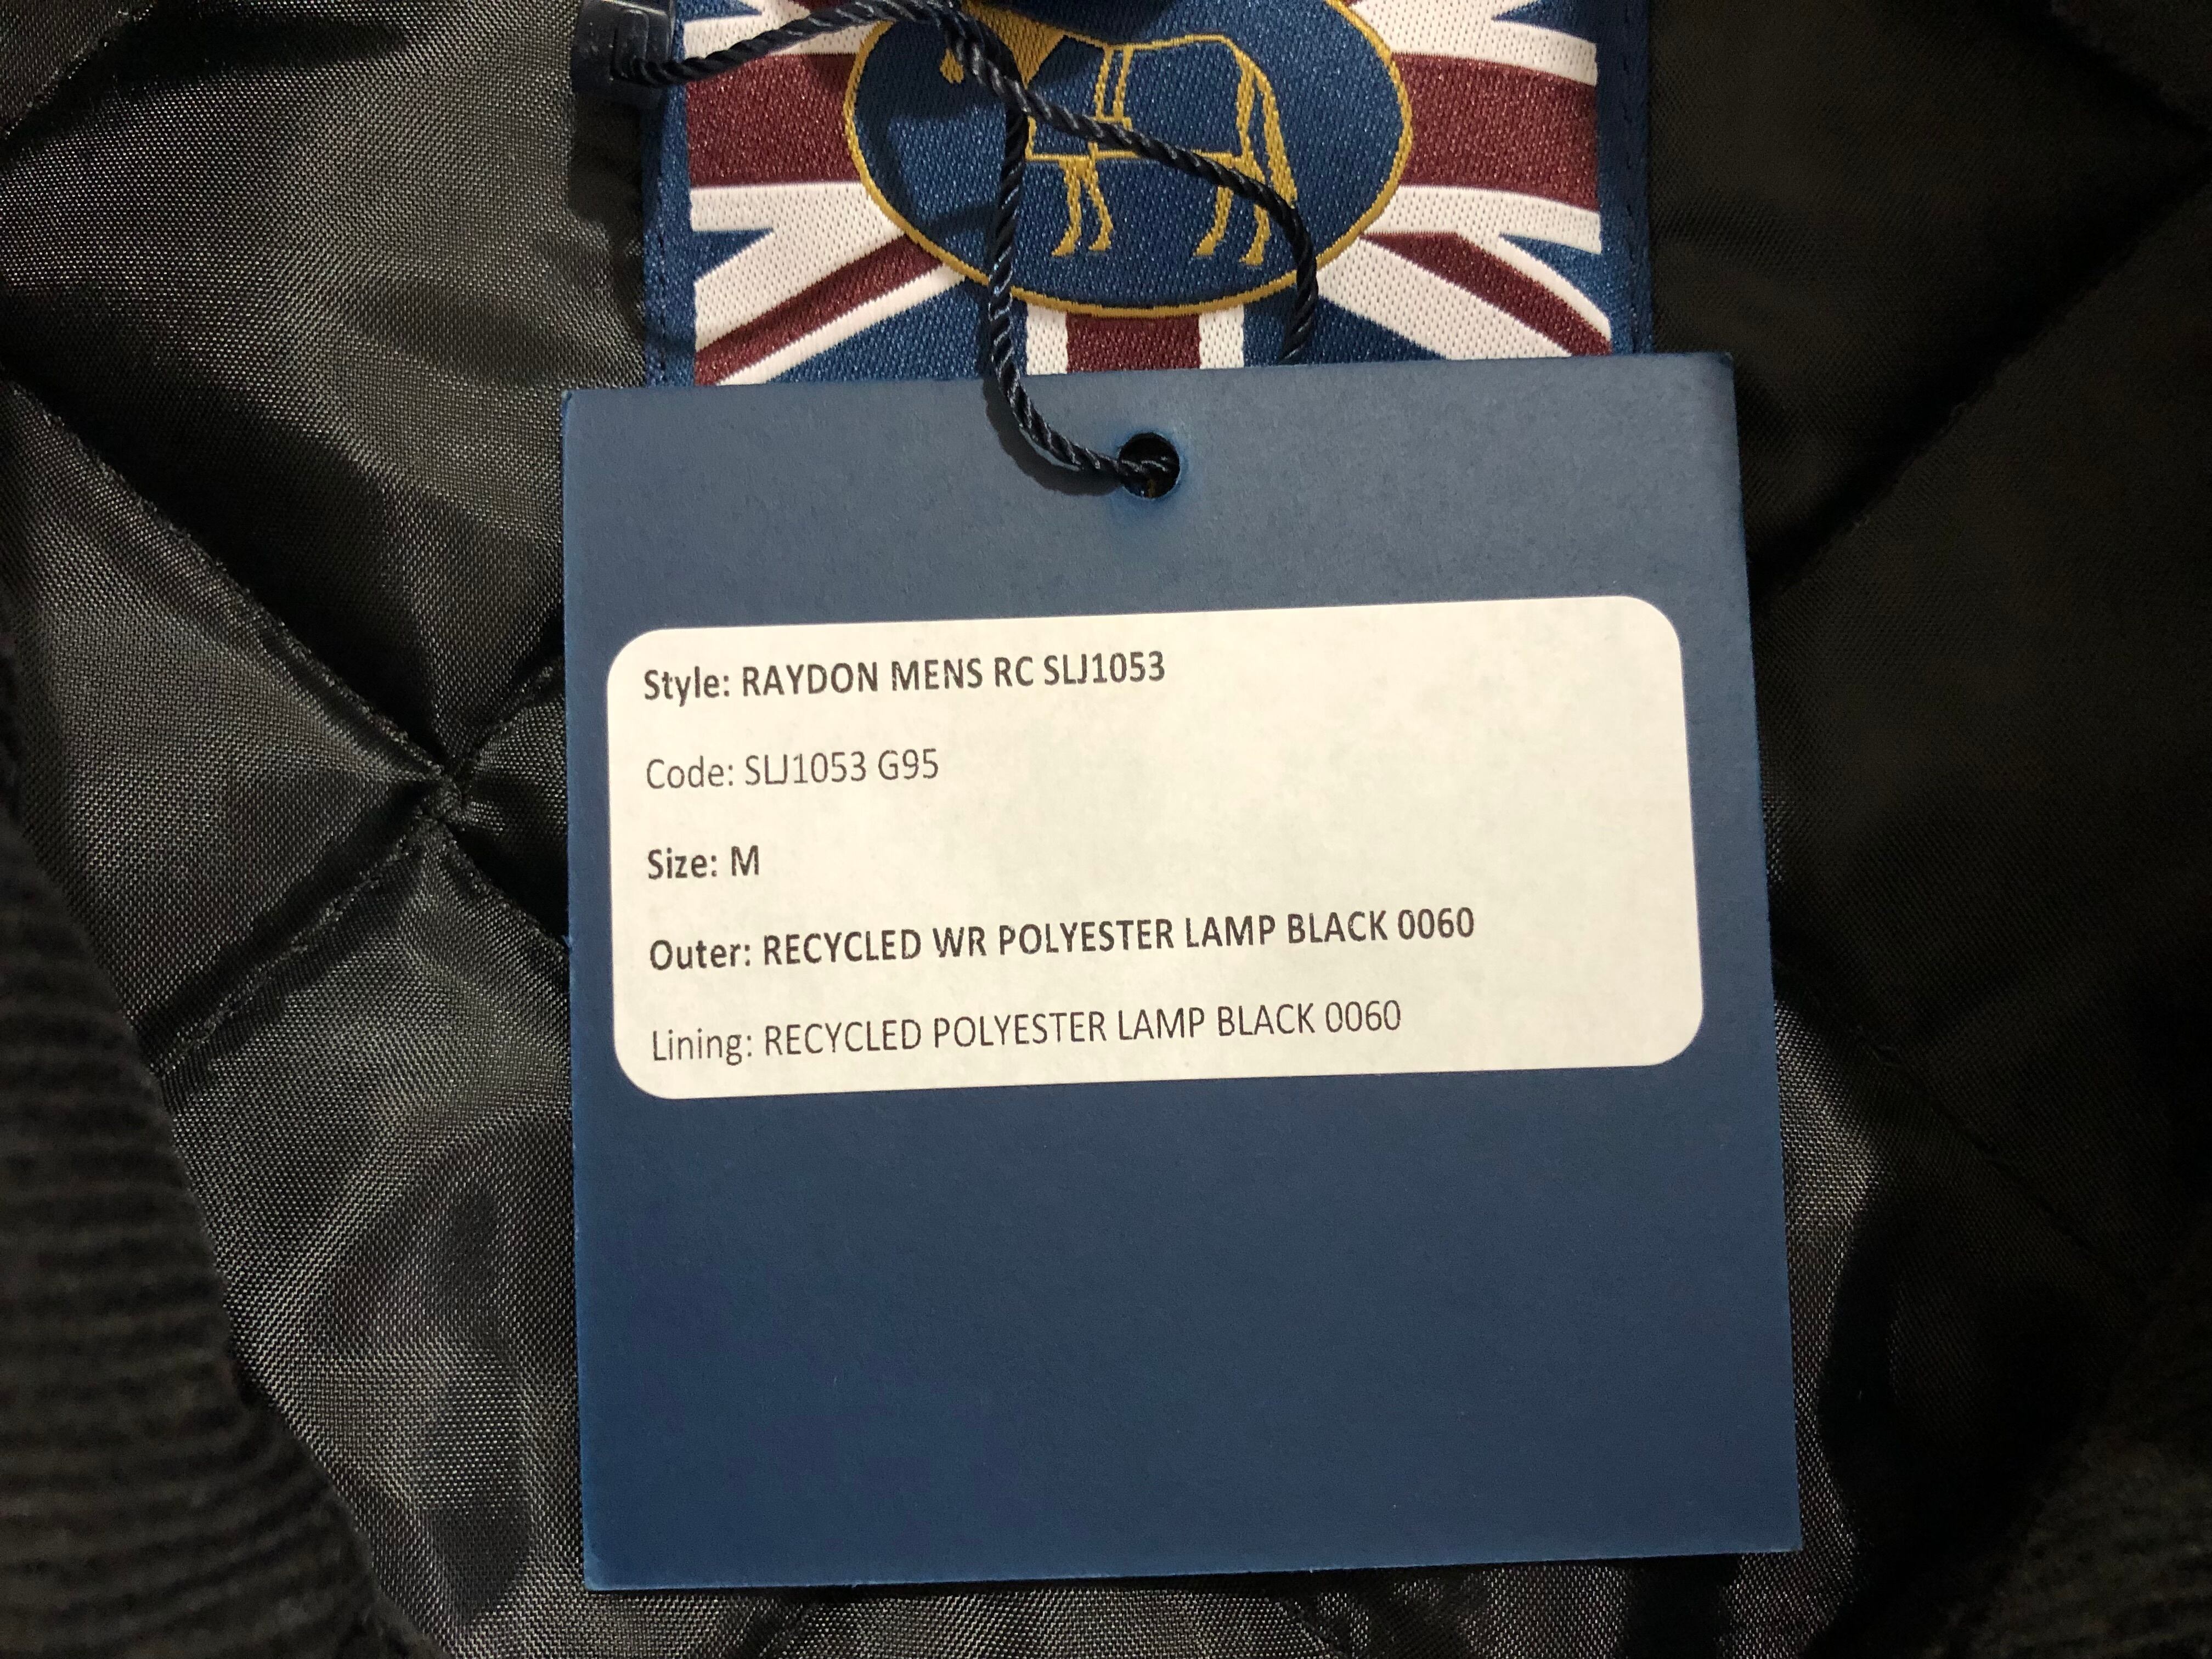 Style: RAYDON MENS RC SLJ1053
Code: SLJ1053 G95
Size: M
Outer: RECYCLED WR POLYESTER LAMP BLACK 0060
Lining: RECYCLED POLYESTER LAMP BLACK 0060